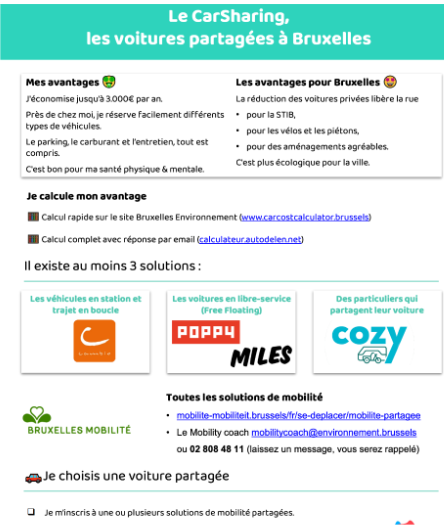 Le CarSharing,
les voitures partagées à Bruxelles
Mes avantages
J'économise jusqu'à 3.000€ par an.
Près de chez moi, je réserve facilement différents
types de véhicules.
Le parking, le carburant et l'entretien, tout est
compris.
C'est bon pour ma santé physique & mentale.
Les avantages pour Bruxelles
La réduction des voitures privées libère la rue
• pour la STIB,
• pour les vélos et les piétons,
• pour des aménagements agréables.
C'est plus écologique pour la ville.
Je calcule mon avantage
Calcul rapide sur le site Bruxelles Environnement (www.carcostcalculator.brussels)
Calcul complet avec réponse par email (calculateur.autodelen.net)
Il existe au moins 3 solutions :
Les véhicules en station et
trajet en boucle
Les voitures en libre-service
(Free Floating)
POPPY
MILES
Des particuliers qui
partagent leur voiture
cozy
BRUXELLES MOBILITÉ
Toutes les solutions de mobilité
• mobilite-mobiliteit.brussels/fr/se-deplacer/mobilite-partagee
• Le Mobility coach mobilitycoach@environnement.brussels
ou 02 808 48 11 (laissez un message, vous serez rappelé)
Je choisis une voiture partagée
❑ Je m'inscris à une ou plusieurs solutions de mobilité partagées.